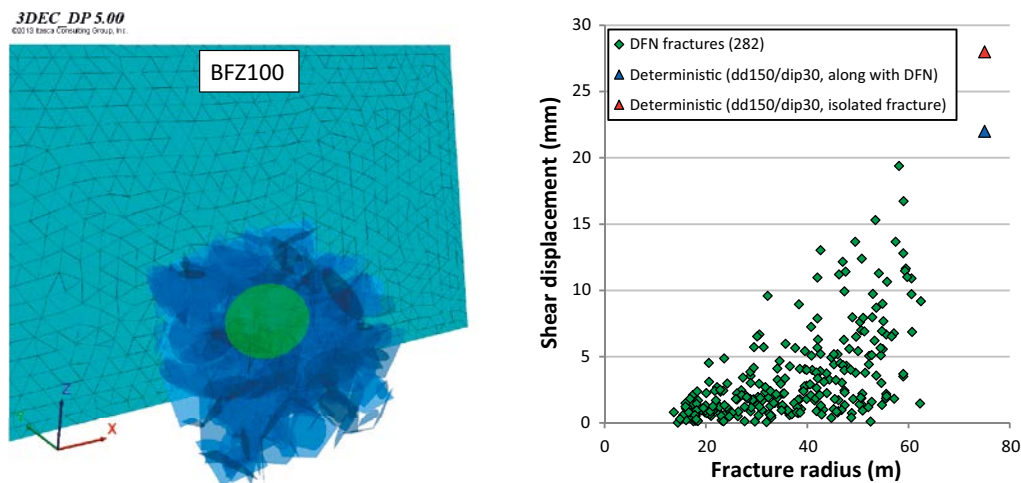 3DEC_DP 5.00
©2013 Itasca Consulting Group, Inc.
BFZ100
Z
Y
X
DFN fractures (282)
Deterministic (dd150/dip30, along with DFN)
Deterministic (dd150/dip30, isolated fracture)
Shear displacement (mm)
30
25
20
15
10
5
0
0 20 40 60 80
Fracture radius (m)